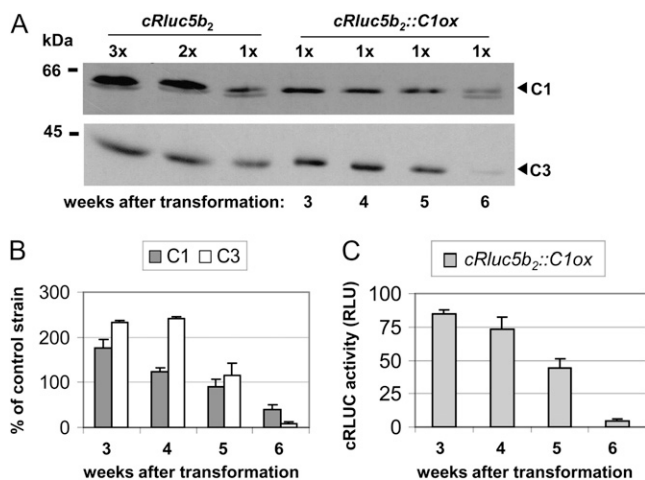 A
cRluc5b₂ cRluc5b₂::C1ox
kDa 3x 2x 1x 1x 1x 1x 1x
66
C1
45
C3
weeks after transformation: 3 4 5 6
B
C1 C3
% of control strain
300
200
100
0
3 4 5 6
weeks after transformation
C
cRluc5b₂::C1ox
cRLUC activity (RLU)
100
75
50
25
0
3 4 5 6
weeks after transformation